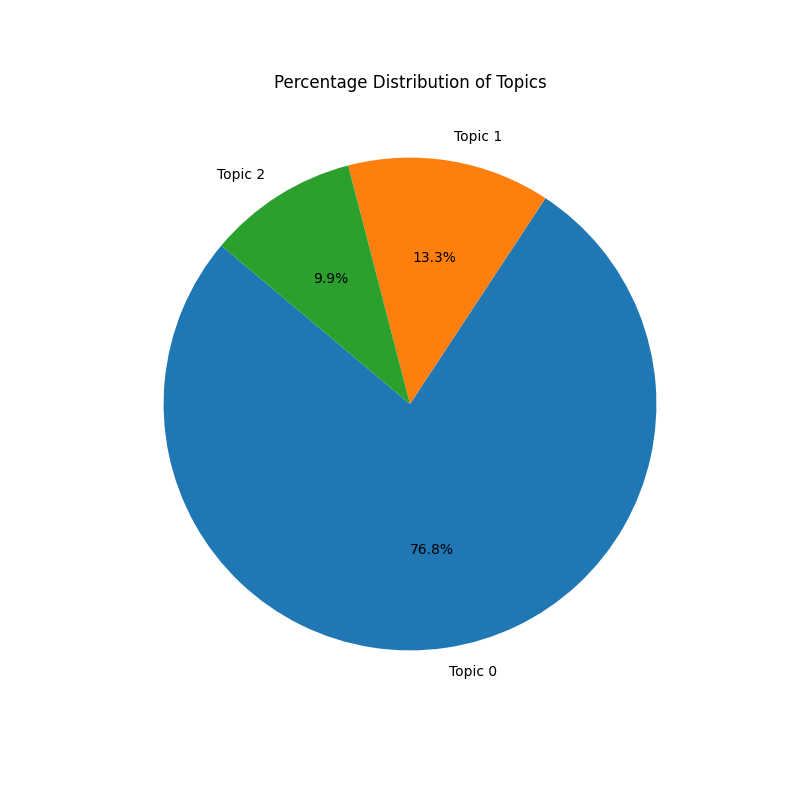 Percentage Distribution of Topics
Topic 1
Topic 2
13.3%
9.9%
76.8%
Topic 0